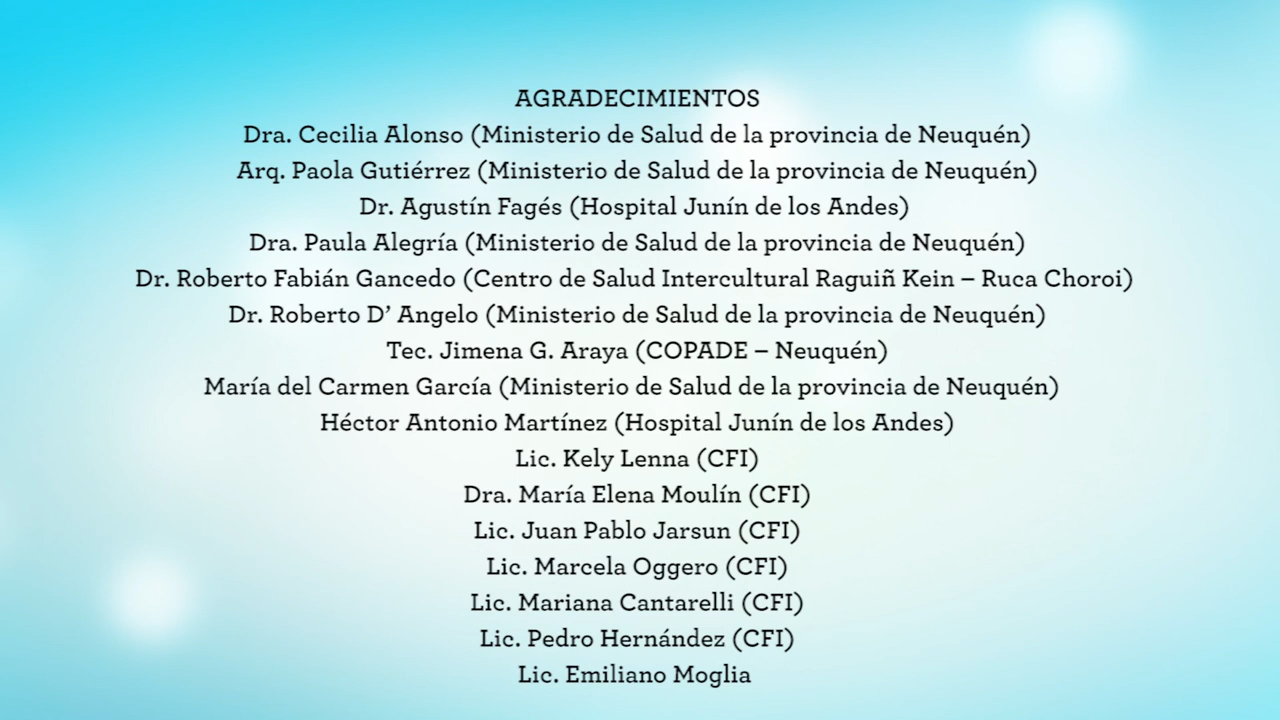 AGRADECIMIENTOS
Dra. Cecilia Alonso (Ministerio de Salud de la provincia de Neuquén)
Arq. Paola Gutiérrez (Ministerio de Salud de la provincia de Neuquén)
Dr. Agustín Fagés (Hospital Junín de los Andes)
Dra. Paula Alegría (Ministerio de Salud de la provincia de Neuquén)
Dr. Roberto Fabián Gancedo (Centro de Salud Intercultural Raguiñ Kein – Ruca Choroi)
Dr. Roberto D’ Angelo (Ministerio de Salud de la provincia de Neuquén)
Tec. Jimena G. Araya (COPADE – Neuquén)
María del Carmen García (Ministerio de Salud de la provincia de Neuquén)
Héctor Antonio Martínez (Hospital Junín de los Andes)
Lic. Kely Lenna (CFI)
Dra. María Elena Moulín (CFI)
Lic. Juan Pablo Jarsun (CFI)
Lic. Marcela Oggero (CFI)
Lic. Mariana Cantarelli (CFI)
Lic. Pedro Hernández (CFI)
Lic. Emiliano Moglia